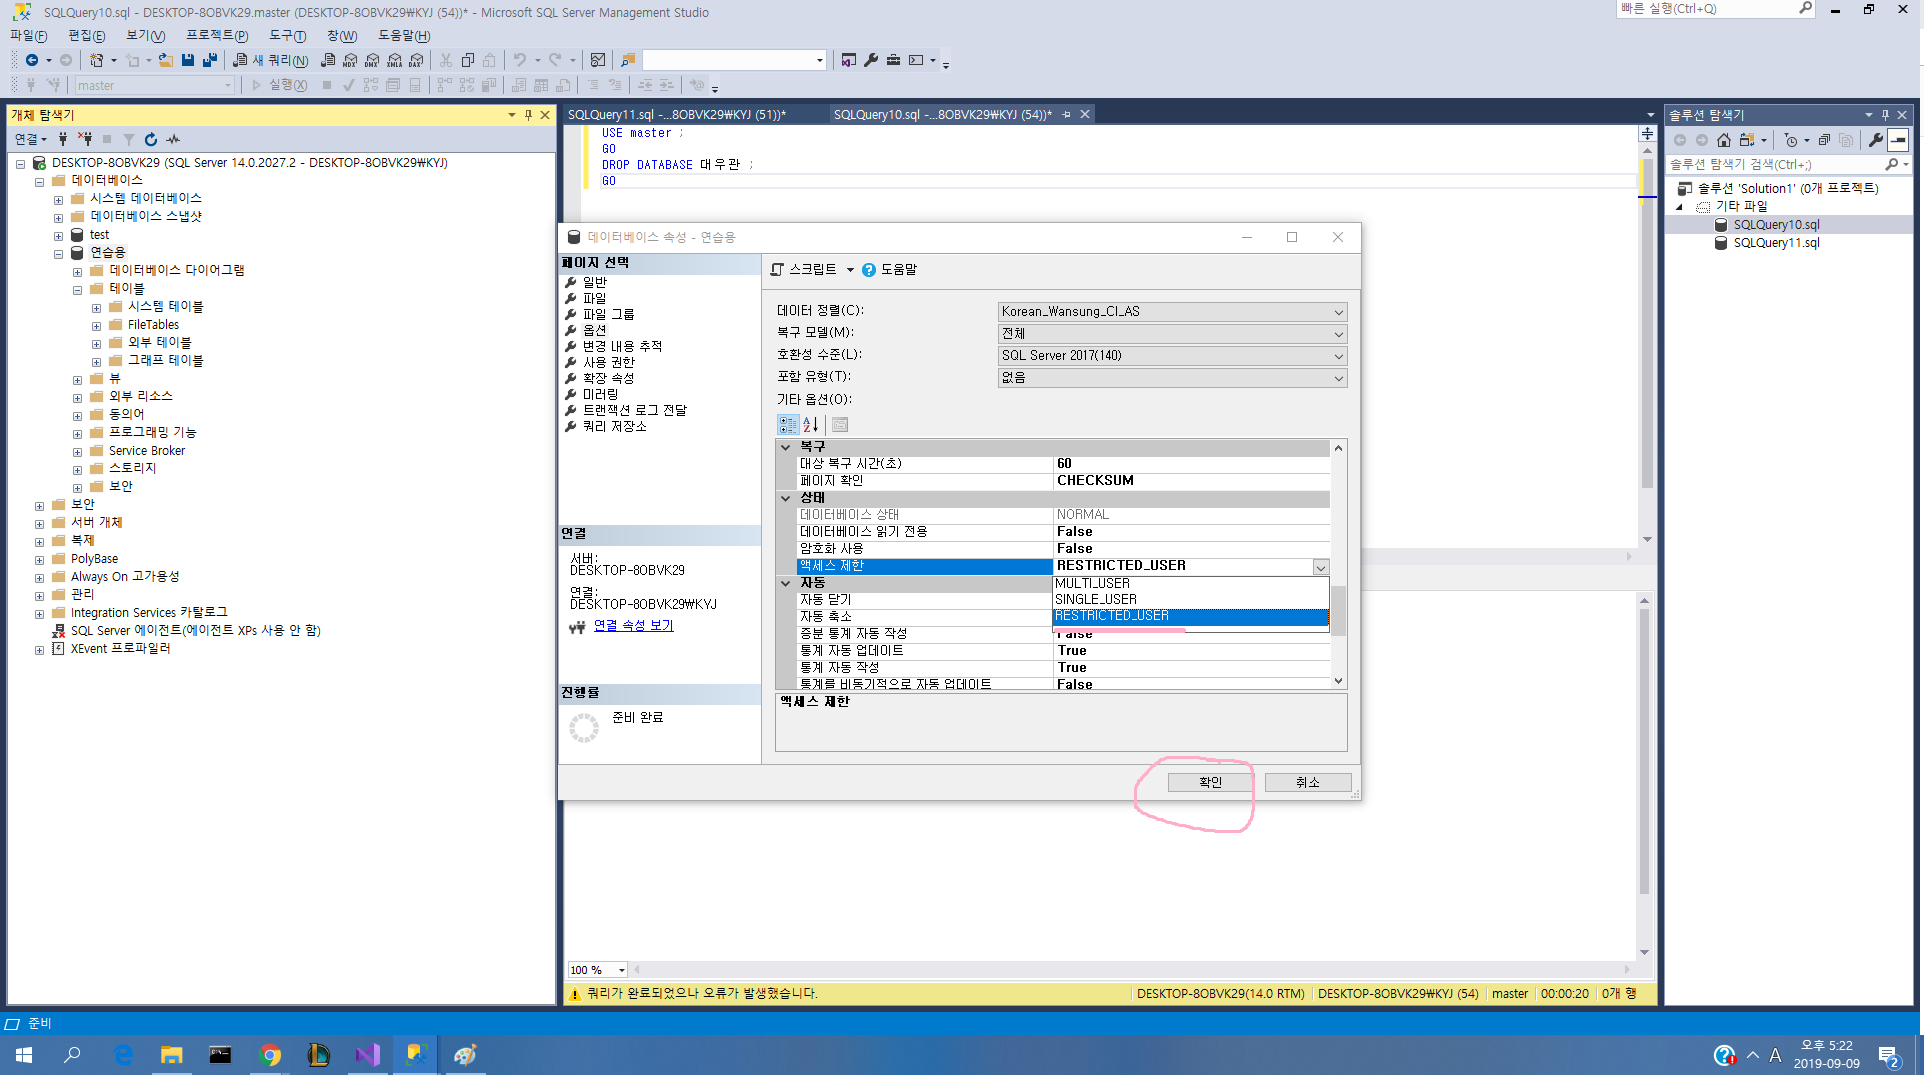 SQLQuery10.sql - DESKTOP-8OBVK29.master (DESKTOP-8OBVK29₩KYJ (54))* - Microsoft SQL Server Management Studio
빠른 실행(Ctrl+Q)
파일(F) 편집(E) 보기(V) 프로젝트(P) 도구(T) 창(W) 도움말(H)
새 쿼리(N)
MDX DMX XMLA DAX
master
실행(X)
개체 탐색기
연결
DESKTOP-8OBVK29 (SQL Server 14.0.2027.2 - DESKTOP-8OBVK29₩KYJ)
데이터베이스
시스템 데이터베이스
데이터베이스 스냅샷
test
연습용
데이터베이스 다이어그램
테이블
시스템 테이블
FileTables
외부 테이블
그래프 테이블
뷰
외부 리소스
동의어
프로그래밍 기능
Service Broker
스토리지
보안
보안
서버 개체
복제
PolyBase
Always On 고가용성
관리
Integration Services 카탈로그
SQL Server 에이전트(에이전트 XPs 사용 안 함)
XEvent 프로파일러
SQLQuery11.sql -...8OBVK29₩KYJ (51))*
SQLQuery10.sql -...8OBVK29₩KYJ (54))*
USE master ;
GO
DROP DATABASE 대우관 ;
GO
데이터베이스 속성 - 연습용
페이지 선택
일반
파일
파일 그룹
옵션
변경 내용 추적
사용 권한
확장 속성
미러링
트랜잭션 로그 전달
쿼리 저장소
연결
서버:
DESKTOP-8OBVK29
연결:
DESKTOP-8OBVK29₩KYJ
연결 속성 보기
진행률
준비 완료
스크립트
도움말
데이터 정렬(C): Korean_Wansung_CI_AS
복구 모델(M): 전체
호환성 수준(L): SQL Server 2017(140)
포함 유형(T): 없음
기타 옵션(O):
복구
대상 복구 시간(초) 60
페이지 확인 CHECKSUM
상태
데이터베이스 상태 NORMAL
데이터베이스 읽기 전용 False
암호화 사용 False
액세스 제한 RESTRICTED_USER
자동
MULTI_USER
자동 닫기
SINGLE_USER
자동 축소
RESTRICTED_USER
증분 통계 자동 작성 False
통계 자동 업데이트 True
통계 자동 작성 True
통계를 비동기적으로 자동 업데이트 False
액세스 제한
확인
취소
100 %
쿼리가 완료되었으나 오류가 발생했습니다.
DESKTOP-8OBVK29(14.0 RTM) DESKTOP-8OBVK29₩KYJ (54) master 00:00:20 0개 행
솔루션 탐색기
솔루션 탐색기 검색(Ctrl+;)
솔루션 'Solution1' (0개 프로젝트)
기타 파일
SQLQuery10.sql
SQLQuery11.sql
준비
A
오후 5:22
2019-09-09
2